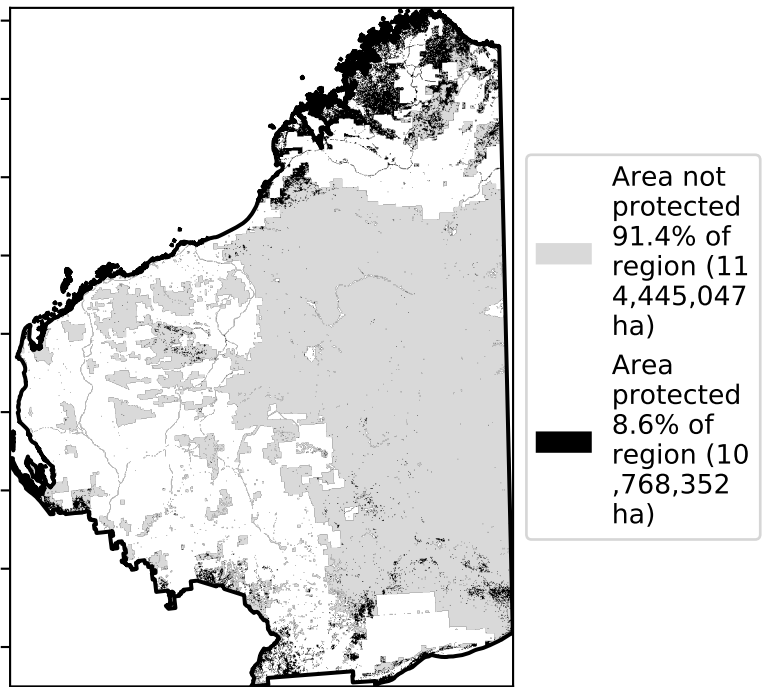 Area not
protected
91.4% of
region (11
4,445,047
ha)
Area
protected
8.6% of
region (10
,768,352
ha)